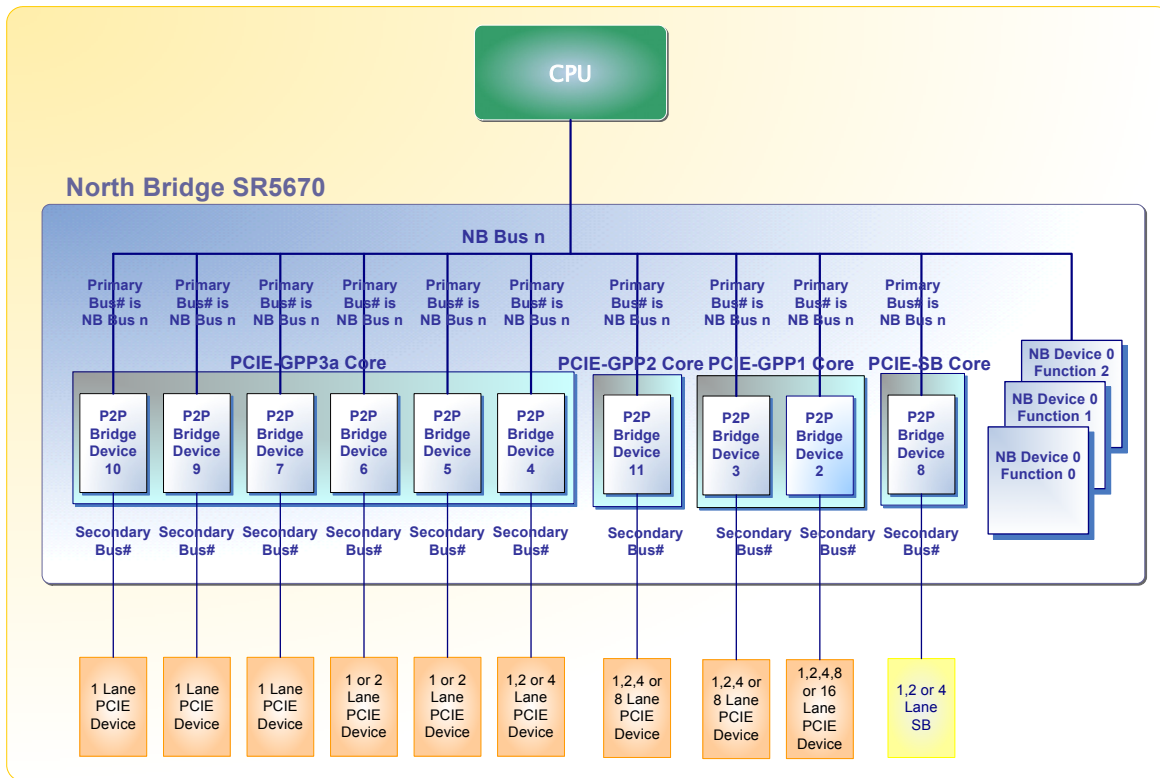 CPU
North Bridge SR5670
NB Bus n
Primary
Bus# is
NB Bus n
Primary
Bus# is
NB Bus n
Primary
Bus# is
NB Bus n
Primary
Bus# is
NB Bus n
Primary
Bus# is
NB Bus n
Primary
Bus# is
NB Bus n
Primary
Bus# is
NB Bus n
Primary
Bus# is
NB Bus n
Primary
Bus# is
NB Bus n
Primary
Bus# is
NB Bus n
PCIE-GPP3a Core
PCIE-GPP2 Core
PCIE-GPP1 Core
PCIE-SB Core
P2P
Bridge
Device
10
P2P
Bridge
Device
9
P2P
Bridge
Device
7
P2P
Bridge
Device
6
P2P
Bridge
Device
5
P2P
Bridge
Device
4
P2P
Bridge
Device
11
P2P
Bridge
Device
3
P2P
Bridge
Device
2
P2P
Bridge
Device
8
NB Device 0
Function 2
NB Device 0
Function 1
NB Device 0
Function 0
Secondary
Bus#
Secondary
Bus#
Secondary
Bus#
Secondary
Bus#
Secondary
Bus#
Secondary
Bus#
Secondary
Bus#
Secondary
Bus#
Secondary
Bus#
Secondary
Bus#
1 Lane
PCIE
Device
1 Lane
PCIE
Device
1 Lane
PCIE
Device
1 or 2
Lane
PCIE
Device
1 or 2
Lane
PCIE
Device
1,2 or 4
Lane
PCIE
Device
1,2,4 or
8 Lane
PCIE
Device
1,2,4 or
8 Lane
PCIE
Device
1,2,4,8
or 16
Lane
PCIE
Device
1,2 or 4
Lane
SB